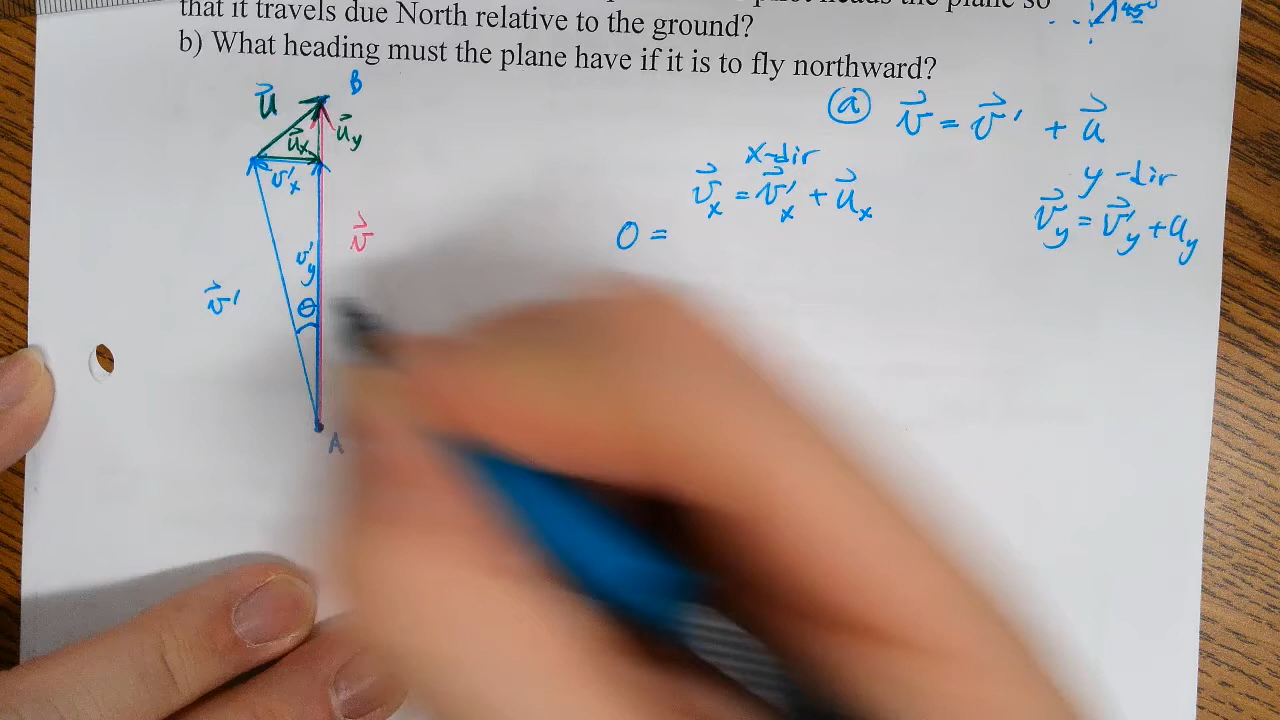 that it travels due North relative to the ground?
b) What heading must the plane have if it is to fly northward?
45°
B
u⃗
u⃗y
u⃗x
v'x
v⃗
v'y
v⃗'
θ
A
ⓐ v⃗ = v⃗' + u⃗
x-dir
v⃗x = v⃗'x + u⃗x
0 =
y-dir
v⃗y = v⃗'y + uy